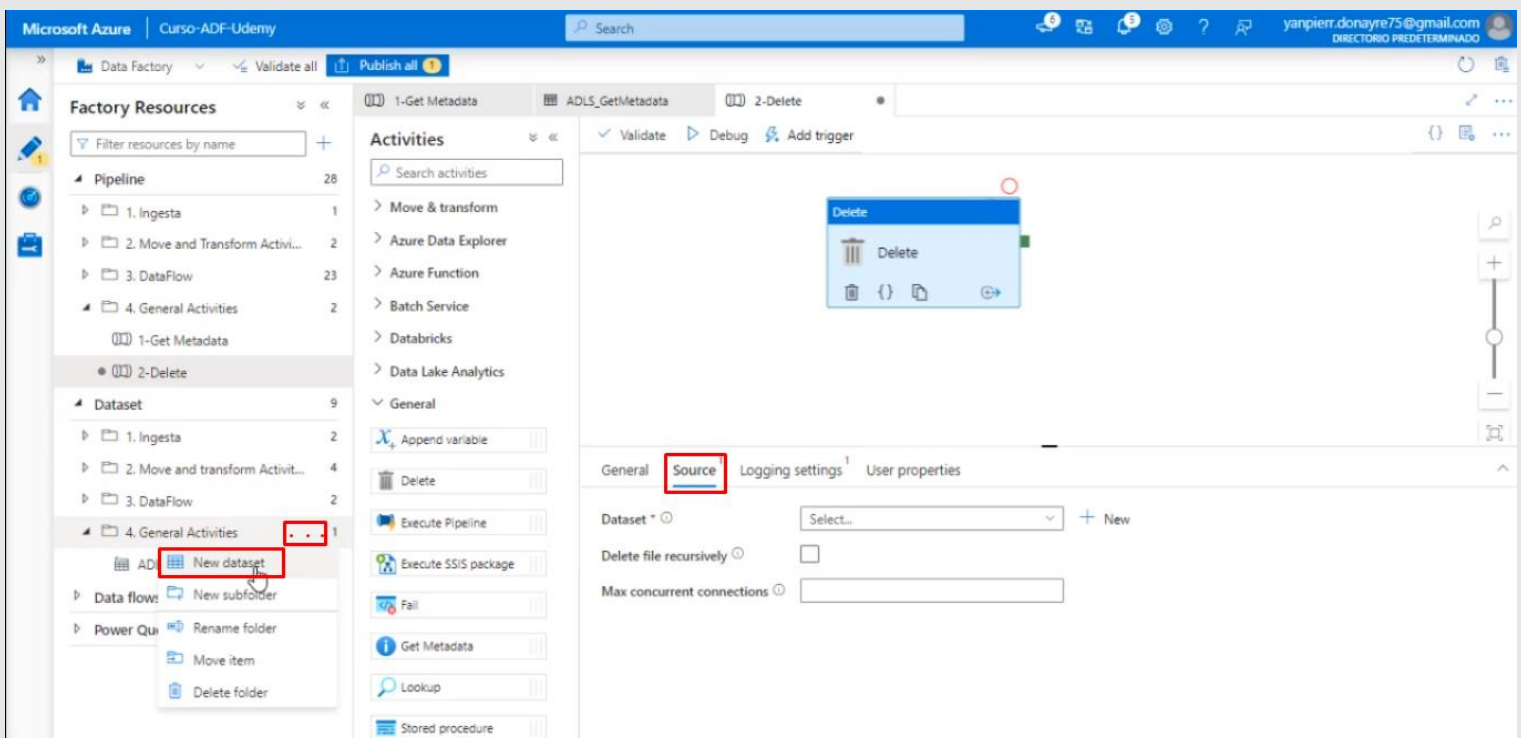 Microsoft Azure
Curso-ADF-Udemy
Search
6
5
yanpierr.donayre75@gmail.com
DIRECTORIO PREDETERMINADO
Data Factory
Validate all
Publish all 1
1
Factory Resources
Filter resources by name
Pipeline 28
1. Ingesta 1
2. Move and Transform Activi... 2
3. DataFlow 23
4. General Activities 2
1-Get Metadata
2-Delete
Dataset 9
1. Ingesta 2
2. Move and transform Activit... 4
3. DataFlow 2
4. General Activities ... 1
New dataset
New subfolder
Rename folder
Move item
Delete folder
1-Get Metadata
ADLS_GetMetadata
2-Delete
Activities
Search activities
Move & transform
Azure Data Explorer
Azure Function
Batch Service
Databricks
Data Lake Analytics
General
Append variable
Delete
Execute Pipeline
Execute SSIS package
Fail
Get Metadata
Lookup
Stored procedure
Validate
Debug
Add trigger
Delete
Delete
General
Source 1
Logging settings 1
User properties
Dataset *
Select...
New
Delete file recursively
Max concurrent connections